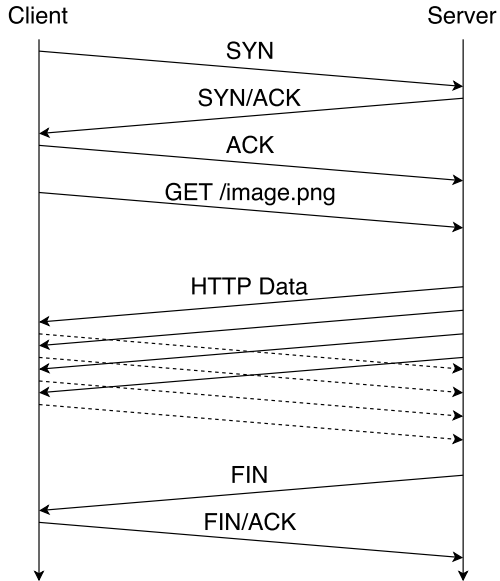 Client
Server
SYN
SYN/ACK
ACK
GET /image.png
HTTP Data
FIN
FIN/ACK